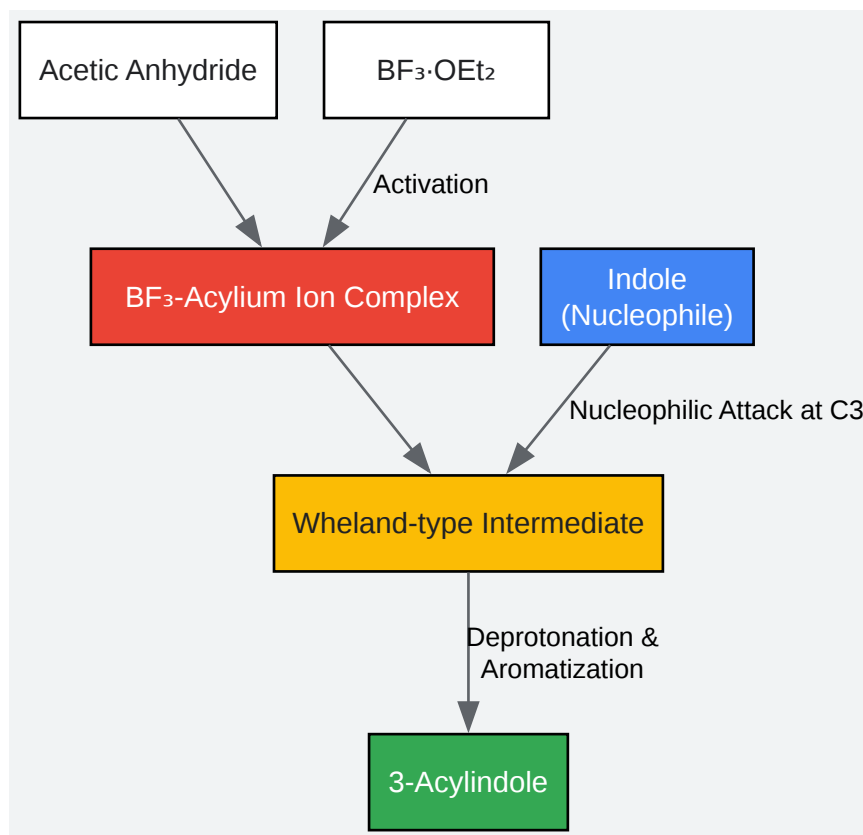 Acetic Anhydride
BF₃·OEt₂
Activation
BF₃-Acylium Ion Complex
Indole
(Nucleophile)
Nucleophilic Attack at C3
Wheland-type Intermediate
Deprotonation &
Aromatization
3-Acylindole